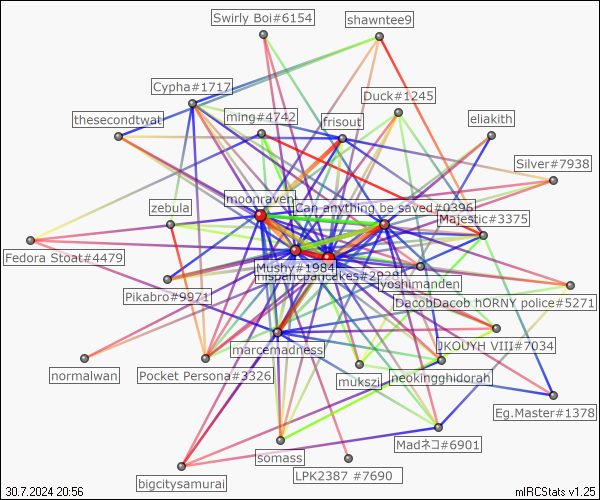 Swirly Boi#6154
shawntee9
Cypha#1717
Duck#1245
thesecondtwat
ming#4742
frisout
eliakith
Silver#7938
moonraven
zebula
Can anything be saved#0396
Majestic#3375
Fedora Stoat#4479
Mushy#1984
yoshimanden
Pikabro#9971
DacobDacob hORNY police#5271
marcemadness
JKOUYH VIII#7034
normalwan
Pocket Persona#3326
mukszi
neokingghidorah
Eg.Master#1378
Madネコ#6901
somass
bigcitysamurai
LPK2387 #7690
30.7.2024 20:56
mIRCStats v1.25